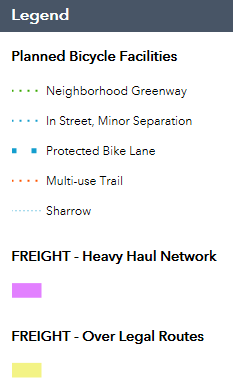 Legend
Planned Bicycle Facilities
Neighborhood Greenway
In Street, Minor Separation
Protected Bike Lane
Multi-use Trail
Sharrow
FREIGHT - Heavy Haul Network
FREIGHT - Over Legal Routes